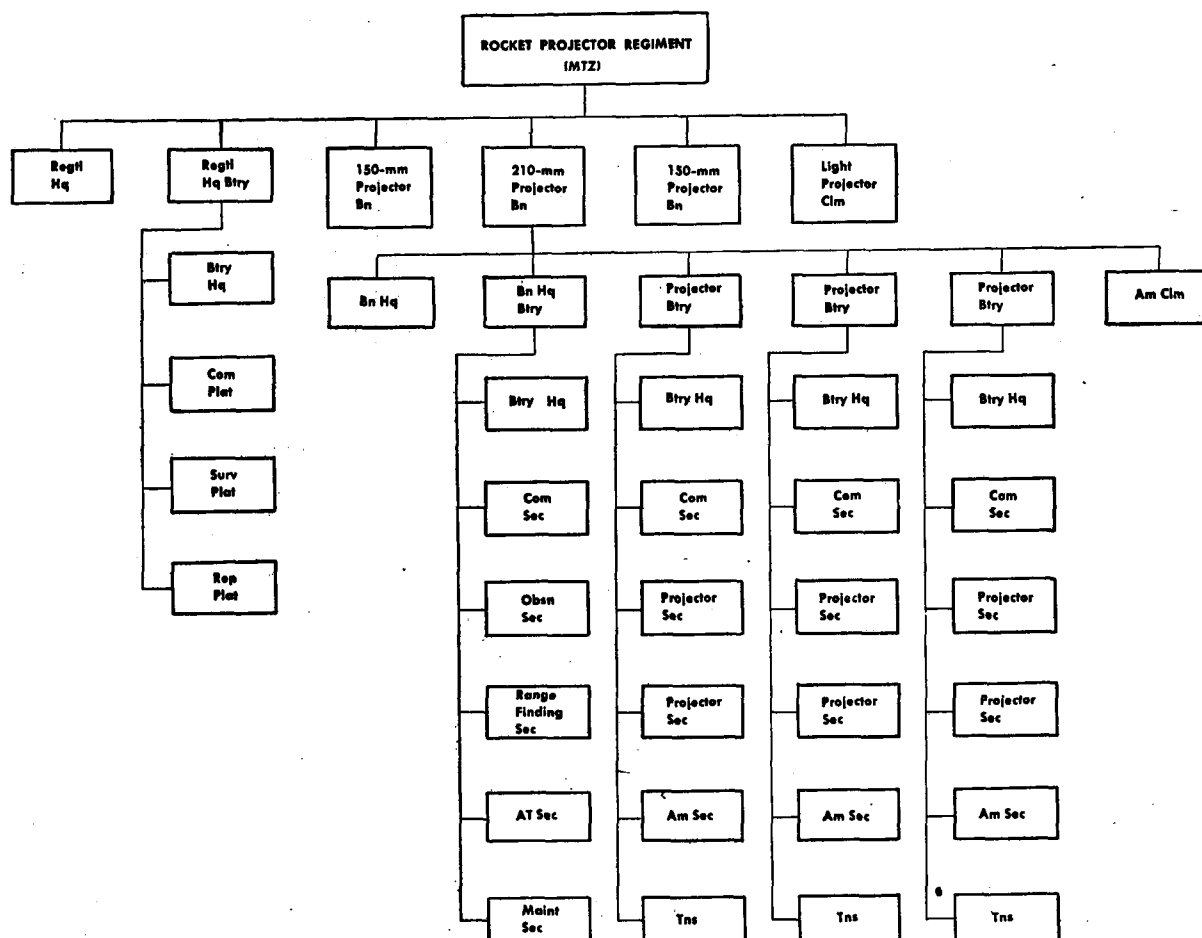 ROCKET PROJECTOR REGIMENT
(MTZ)
Regtl
Hq
Regtl
Hq Btry
150-mm
Projector
Bn
210-mm
Projector
Bn
150-mm
Projector
Bn
Light
Projector
Clm
Btry
Hq
Com
Plat
Surv
Plat
Rep
Plat
Bn Hq
Bn Hq
Btry
Projector
Btry
Projector
Btry
Projector
Btry
Am Clm
Btry Hq
Com
Sec
Obsn
Sec
Range
Finding
Sec
AT Sec
Maint
Sec
Btry Hq
Com
Sec
Projector
Sec
Projector
Sec
Am Sec
Tns
Btry Hq
Com
Sec
Projector
Sec
Projector
Sec
Am Sec
Tns
Btry Hq
Com
Sec
Projector
Sec
Projector
Sec
Am Sec
Tns